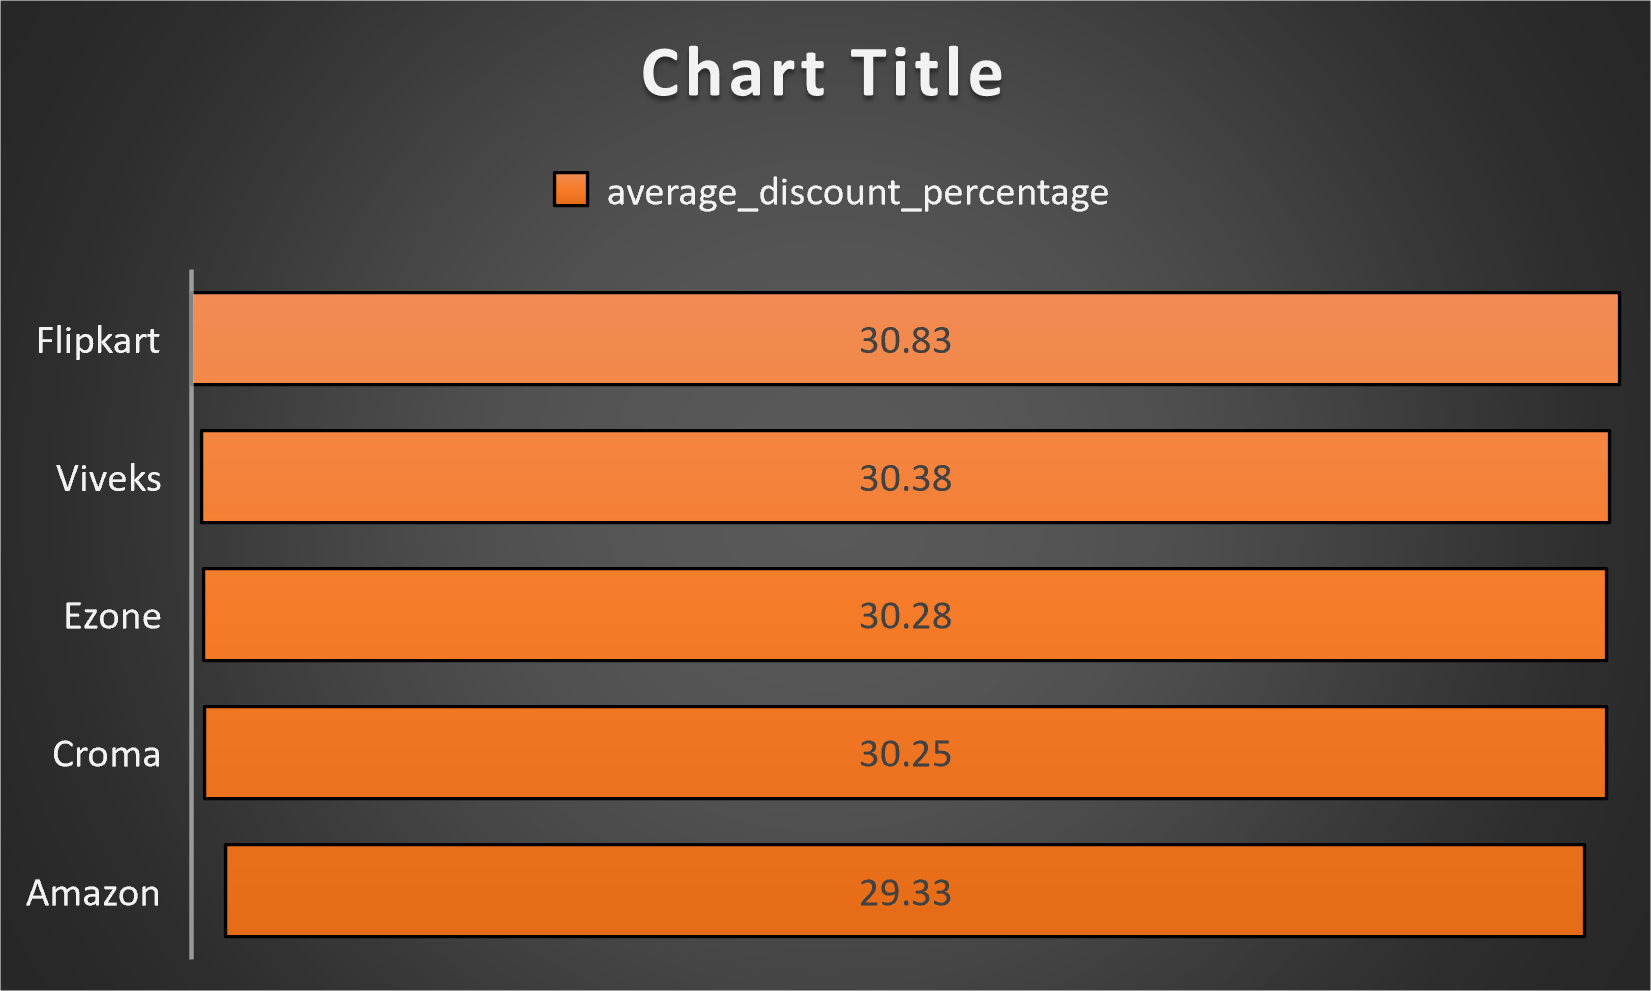 Chart Title
average_discount_percentage
Flipkart 30.83
Viveks 30.38
Ezone 30.28
Croma 30.25
Amazon 29.33